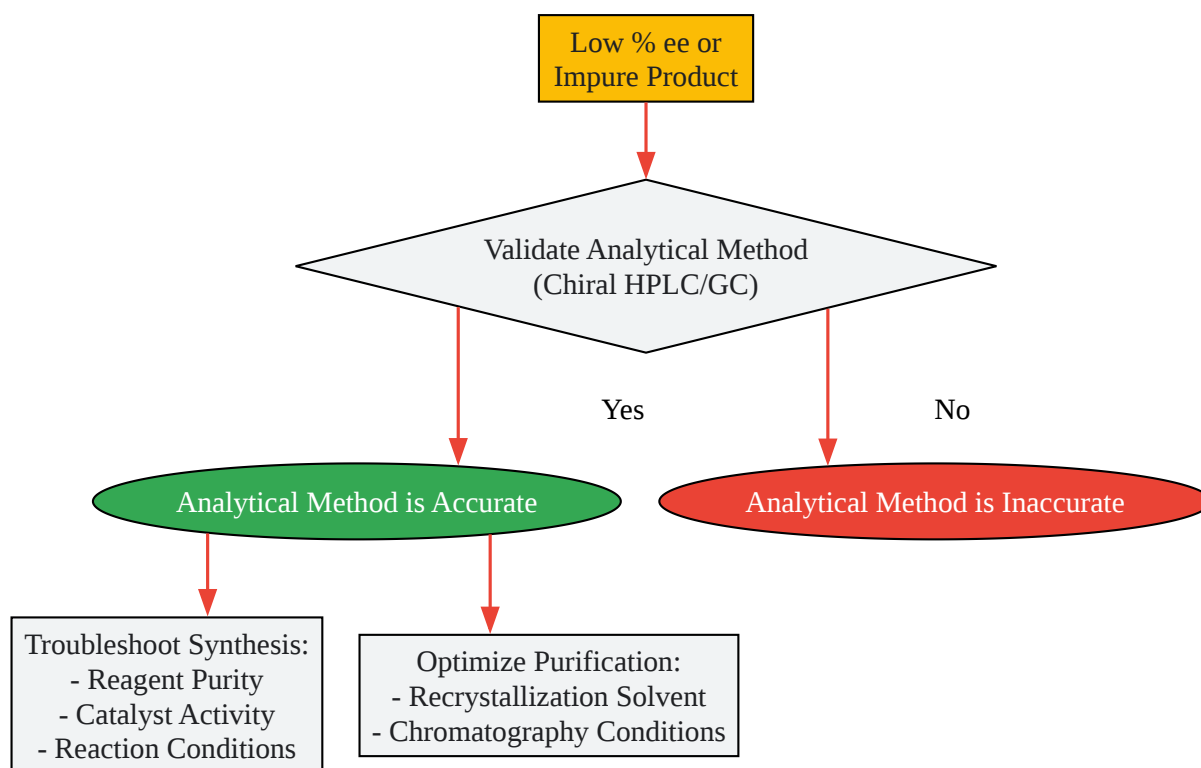 Low % ee or
Impure Product
Validate Analytical Method
(Chiral HPLC/GC)
Yes
No
Analytical Method is Accurate
Analytical Method is Inaccurate
Troubleshoot Synthesis:
- Reagent Purity
- Catalyst Activity
- Reaction Conditions
Optimize Purification:
- Recrystallization Solvent
- Chromatography Conditions